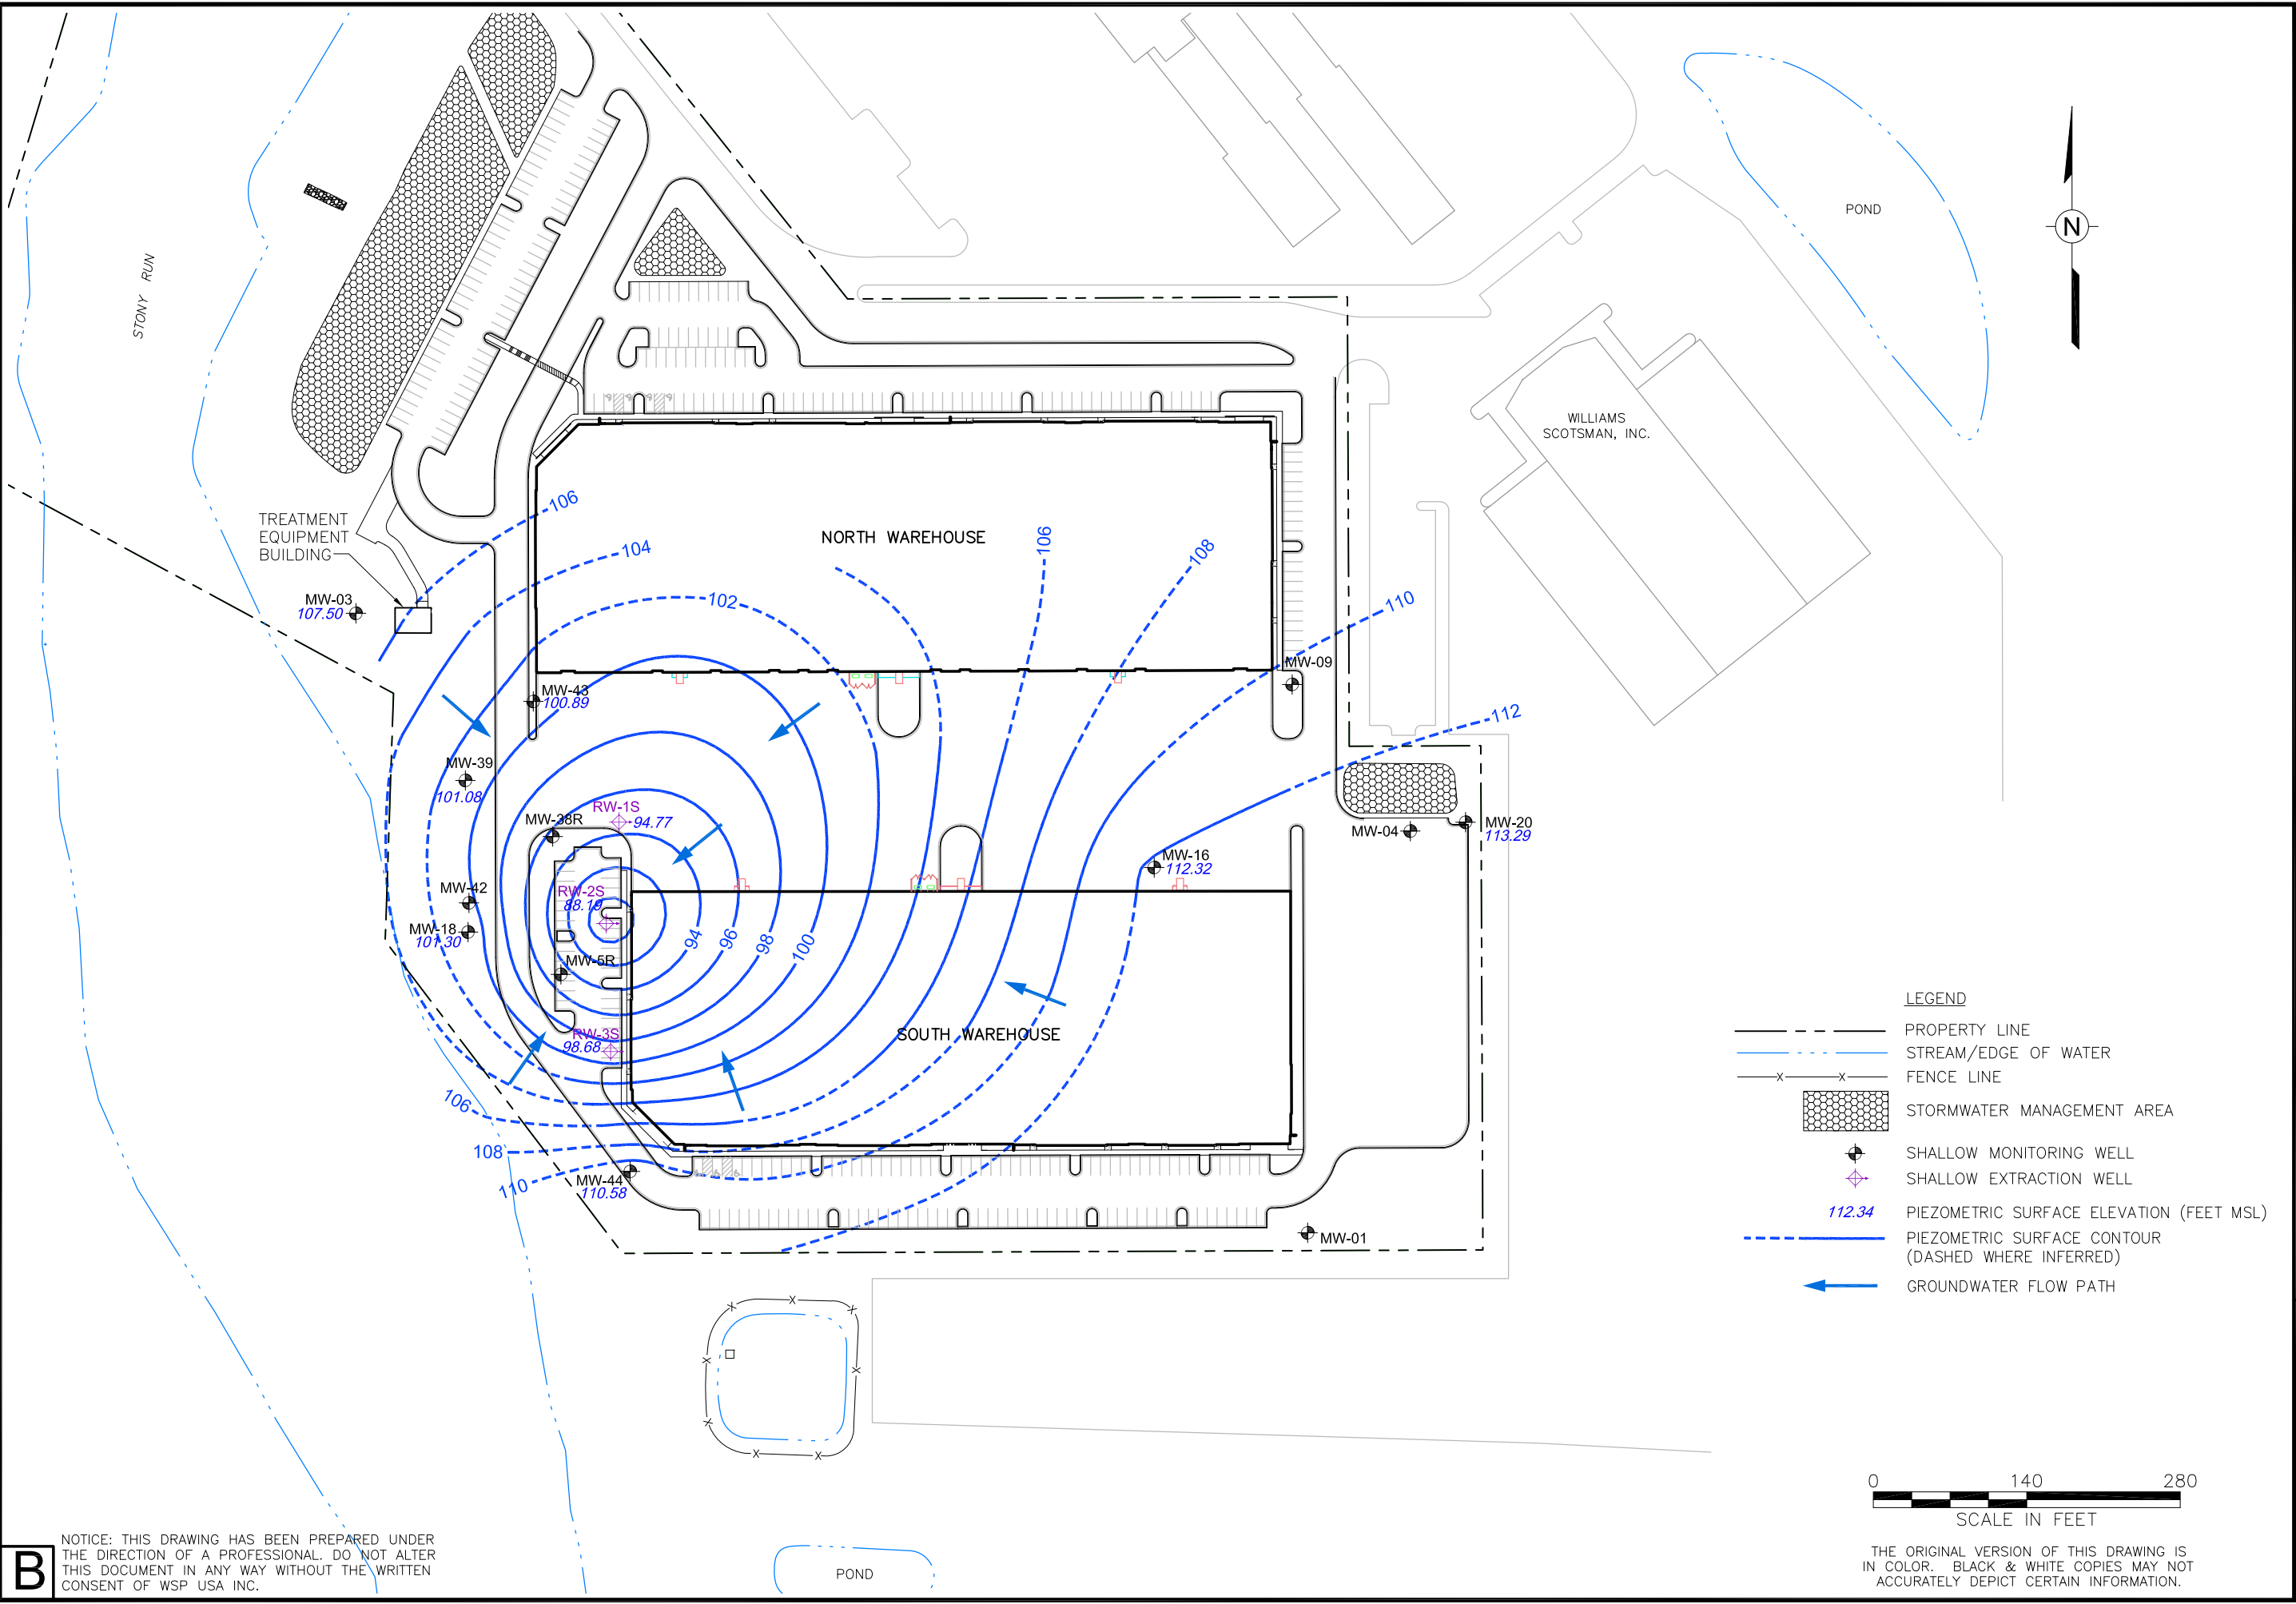 POND
N
STONY RUN
WILLIAMS
SCOTSMAN, INC.
106
TREATMENT
EQUIPMENT
BUILDING
NORTH WAREHOUSE
104
106
108
MW-03
107.50
102
110
MW-09
MW-43
100.89
112
MW-39
101.08
RW-1S
94.77
MW-38R
MW-04
MW-20
113.29
MW-16
112.32
MW-42
RW-2S
88.19
MW-18
101.30
94
96
98
100
MW-5R
RW-3S
98.68
SOUTH WAREHOUSE
106
108
110
MW-44
110.58
MW-01
LEGEND
PROPERTY LINE
STREAM/EDGE OF WATER
X X FENCE LINE
STORMWATER MANAGEMENT AREA
SHALLOW MONITORING WELL
SHALLOW EXTRACTION WELL
112.34 PIEZOMETRIC SURFACE ELEVATION (FEET MSL)
PIEZOMETRIC SURFACE CONTOUR
(DASHED WHERE INFERRED)
GROUNDWATER FLOW PATH
X X X
X X
X X X
POND
0 140 280
SCALE IN FEET
THE ORIGINAL VERSION OF THIS DRAWING IS
IN COLOR. BLACK & WHITE COPIES MAY NOT
ACCURATELY DEPICT CERTAIN INFORMATION.
B
NOTICE: THIS DRAWING HAS BEEN PREPARED UNDER
THE DIRECTION OF A PROFESSIONAL. DO NOT ALTER
THIS DOCUMENT IN ANY WAY WITHOUT THE WRITTEN
CONSENT OF WSP USA INC.